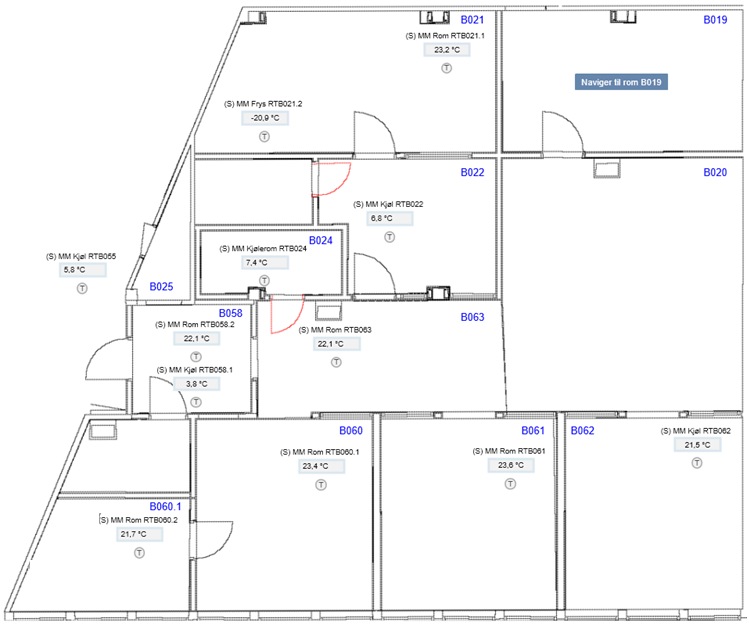 B021
B019
(S) MM Rom RTB021.1
23,2 °C
T
Naviger til rom B019
(S) MM Frys RTB021.2
-20,9 °C
T
B022
B020
(S) MM Kjøl RTB022
6,8 °C
T
B024
(S) MM Kjølerom RTB024
7,4 °C
T
(S) MM Kjøl RTB055
5,8 °C
T
B025
B058
(S) MM Rom RTB058.2
22,1 °C
T
(S) MM Kjøl RTB058.1
3,8 °C
T
B063
(S) MM Rom RTB063
22,1 °C
T
B060
(S) MM Rom RTB060.1
23,4 °C
T
B061
(S) MM Rom RTB061
23,6 °C
T
B062
(S) MM Kjøl RTB062
21,5 °C
T
B060.1
(S) MM Rom RTB060.2
21,7 °C
T